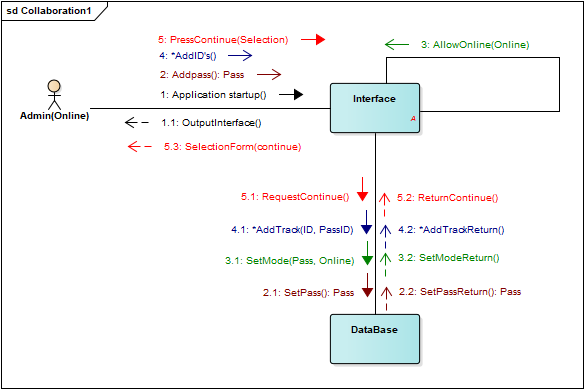 sd Collaboration1
5: PressContinue(Selection)
4: *AddID's()
2: Addpass(): Pass
1: Application startup()
3: AllowOnline(Online)
Interface
A
Admin(Online)
1.1: OutputInterface()
5.3: SelectionForm(continue)
5.1: RequestContinue()
5.2: ReturnContinue()
4.1: *AddTrack(ID, PassID)
4.2: *AddTrackReturn()
3.1: SetMode(Pass, Online)
3.2: SetModeReturn()
2.1: SetPass(): Pass
2.2: SetPassReturn(): Pass
DataBase